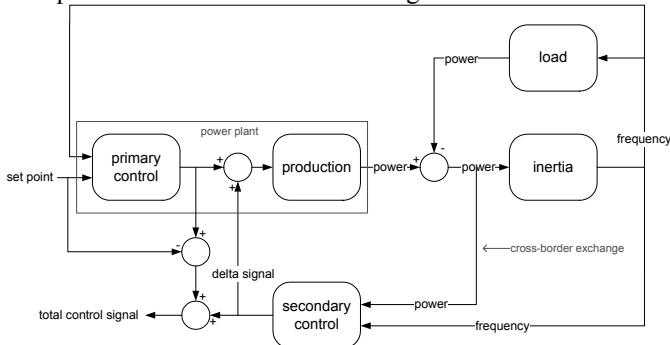 load
power
power plant
frequency
primary
control
+
+
production
power
+
-
power
inertia
set point
+
-
cross-border exchange
delta signal
total control signal
+
+
secondary
control
power
frequency